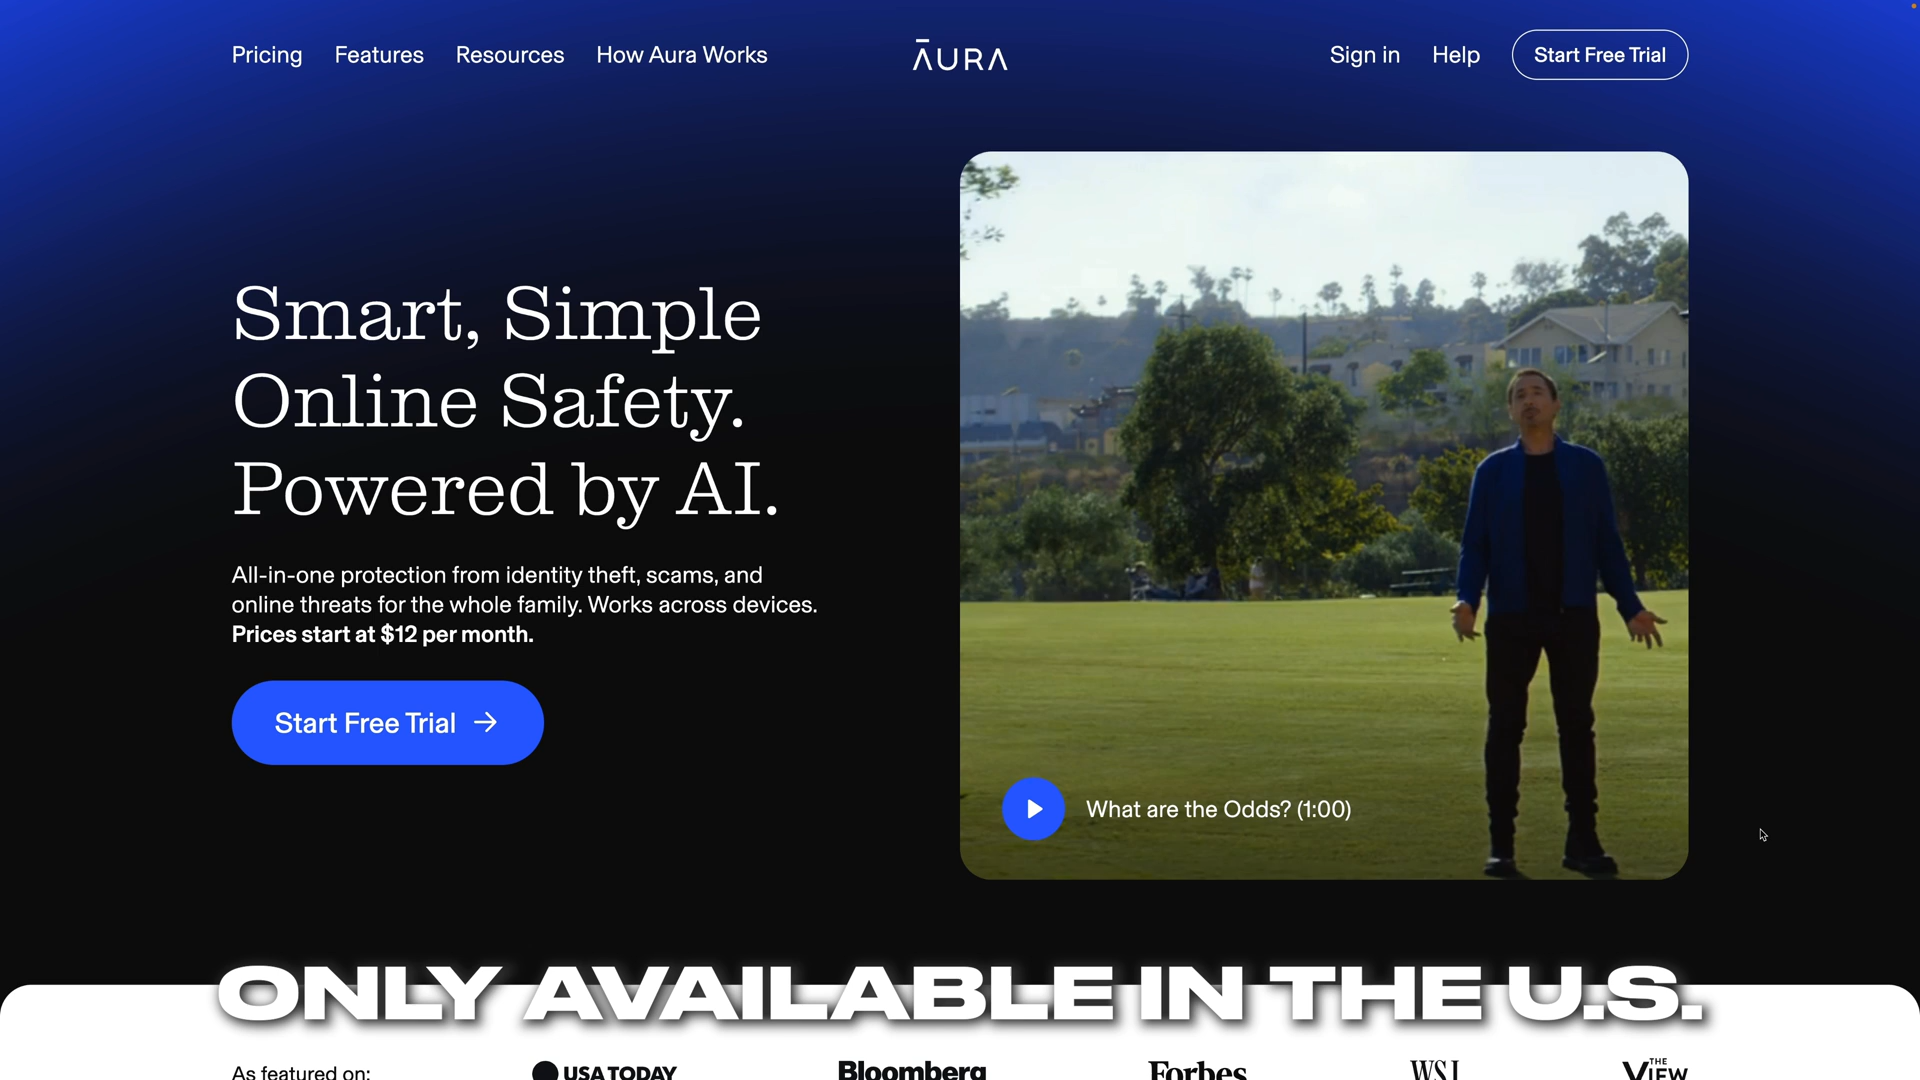 Pricing Features Resources How Aura Works
ĀURA
Sign in Help Start Free Trial
Smart, Simple
Online Safety.
Powered by AI.
All-in-one protection from identity theft, scams, and
online threats for the whole family. Works across devices.
Prices start at $12 per month.
Start Free Trial →
What are the Odds? (1:00)
ONLY AVAILABLE IN THE U.S.
As featured on: USA TODAY Bloomberg Forbes WSJ THE VIEW